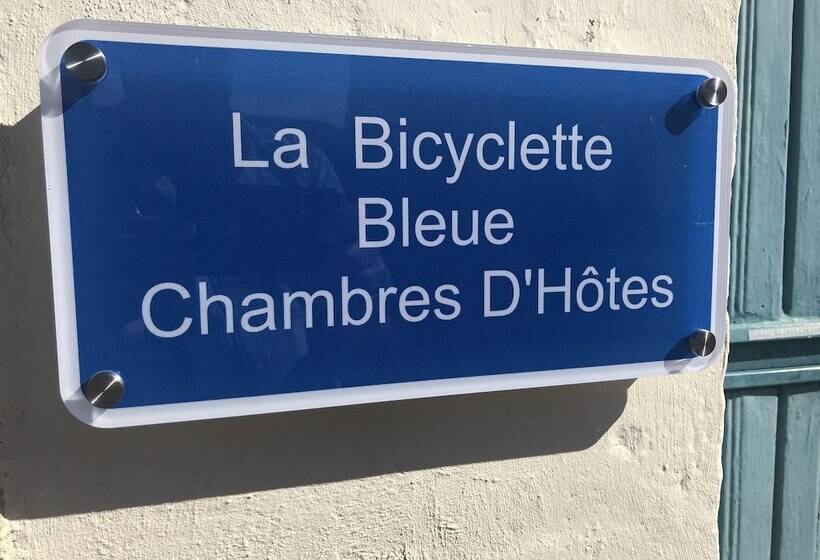 La Bicyclette
Bleue
Chambres D'Hôtes